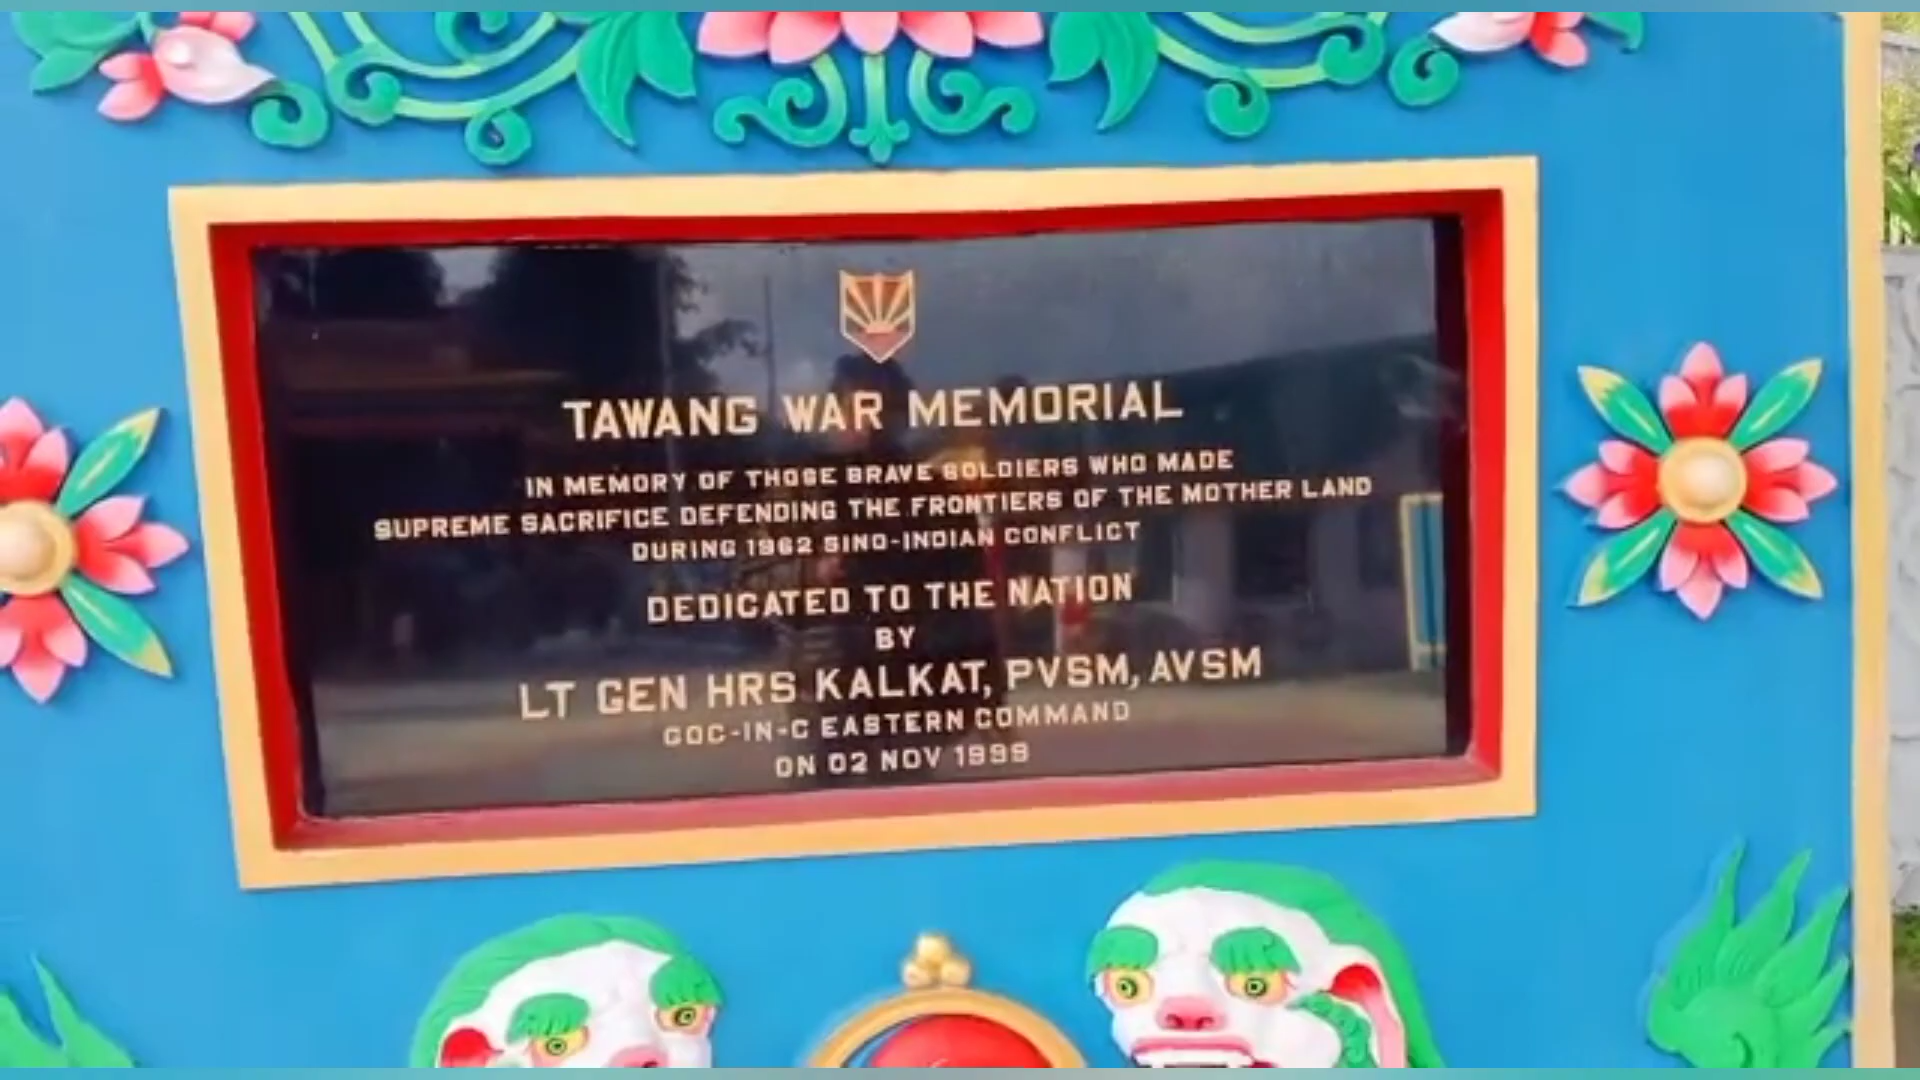 TAWANG WAR MEMORIAL
IN MEMORY OF THOSE BRAVE SOLDIERS WHO MADE
SUPREME SACRIFICE DEFENDING THE FRONTIERS OF THE MOTHER LAND
DURING 1962 SINO-INDIAN CONFLICT
DEDICATED TO THE NATION
BY
LT GEN HRS KALKAT, PVSM, AVSM
GOC-IN-C EASTERN COMMAND
ON 02 NOV 1999